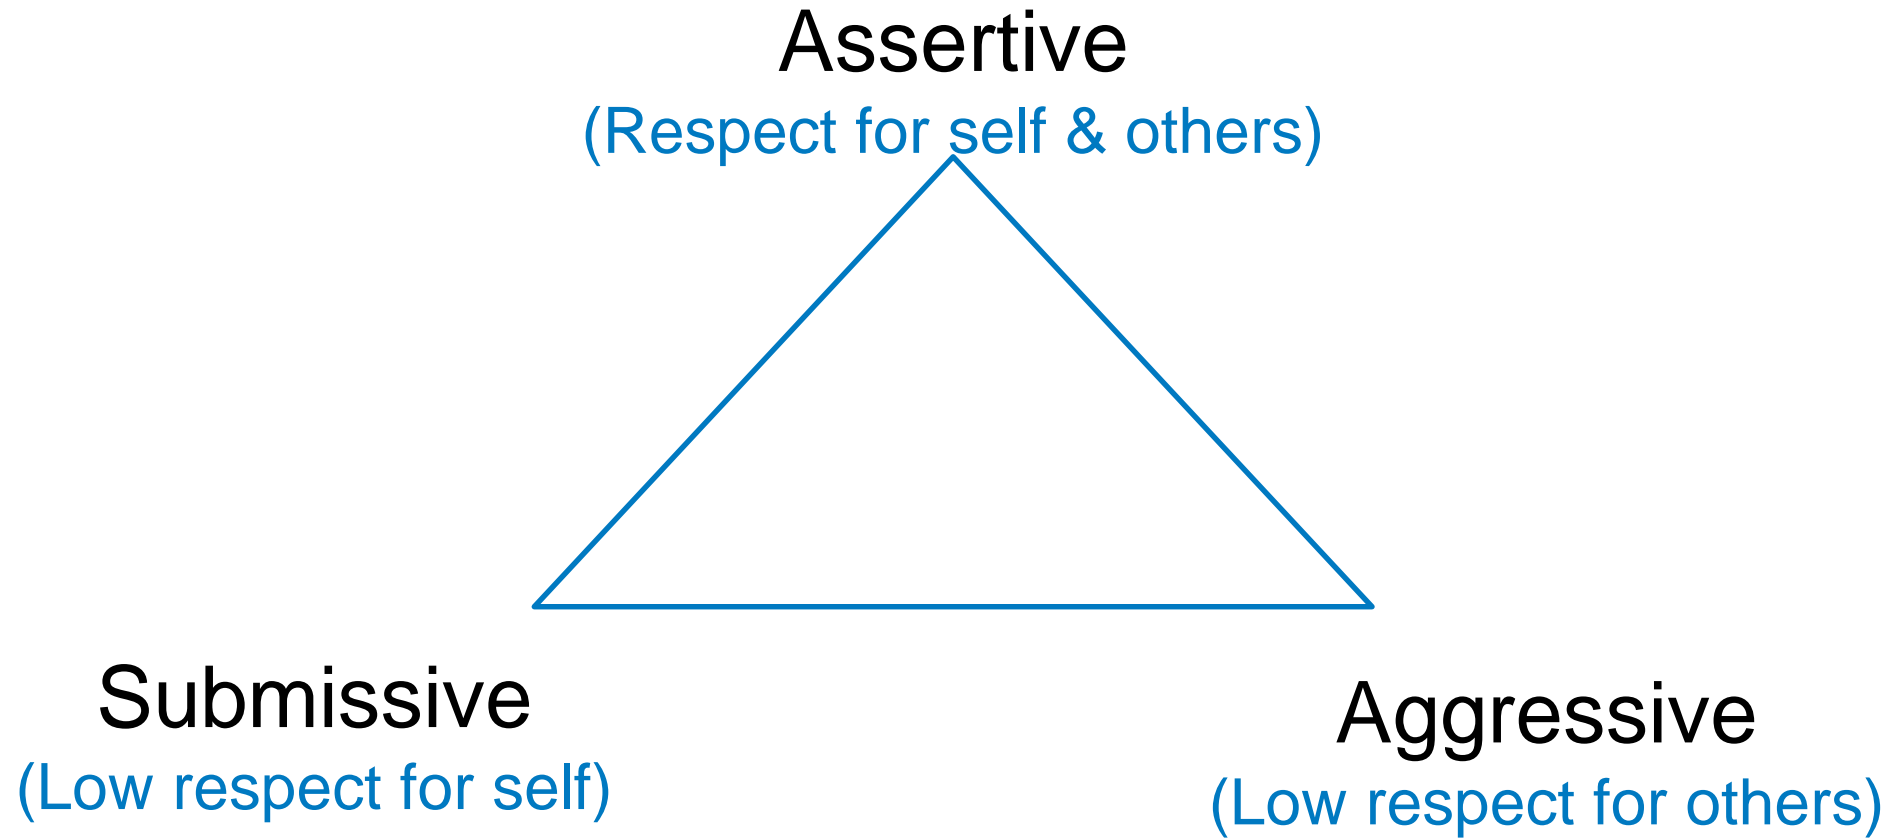 Assertive
(Respect for self & others)
Submissive
(Low respect for self)
Aggressive
(Low respect for others)